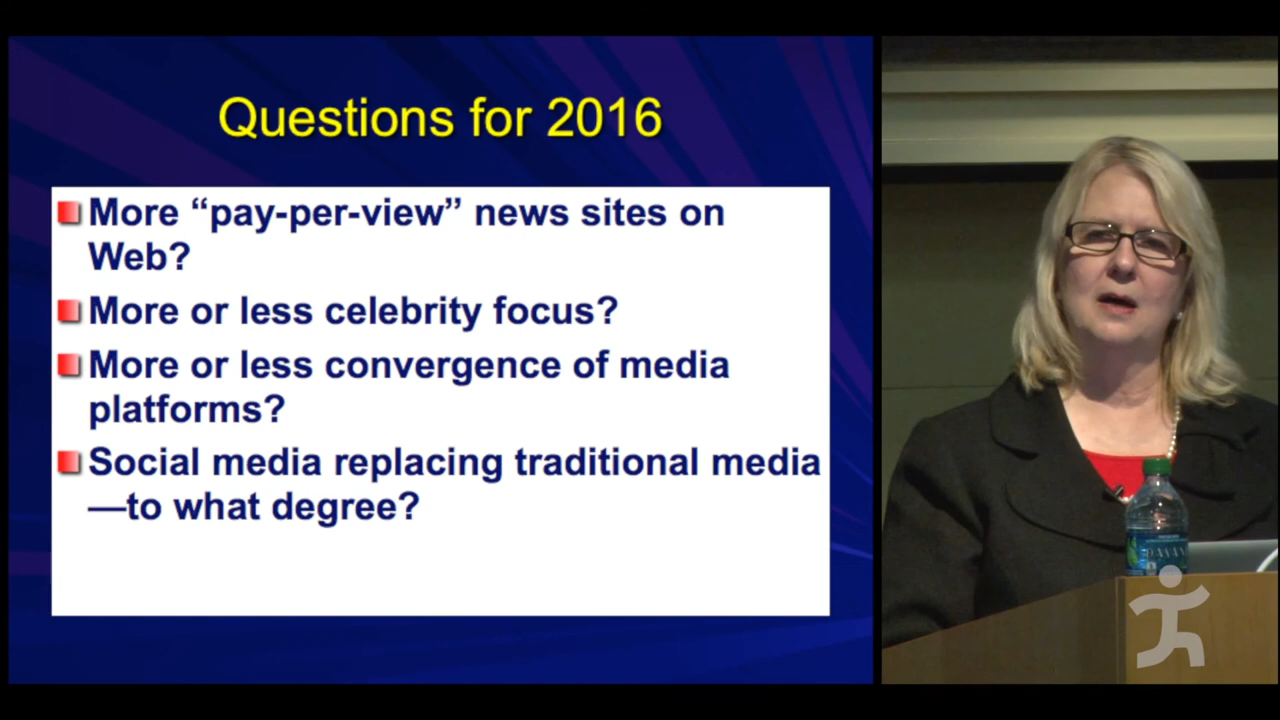 Questions for 2016
More “pay-per-view” news sites on
Web?
More or less celebrity focus?
More or less convergence of media
platforms?
Social media replacing traditional media
—to what degree?
DASANI